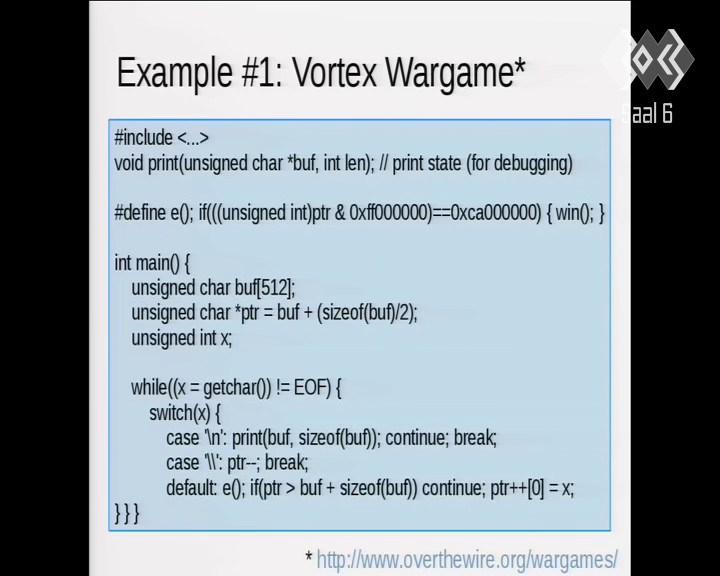 Example #1: Vortex Wargame*
Saal 6
#include <...>
void print(unsigned char *buf, int len); // print state (for debugging)
#define e(); if(((unsigned int)ptr & 0xff000000)==0xca000000) { win(); }
int main() {
unsigned char buf[512];
unsigned char *ptr = buf + (sizeof(buf)/2);
unsigned int x;
while((x = getchar()) != EOF) {
switch(x) {
case '\n': print(buf, sizeof(buf)); continue; break;
case '\\': ptr--; break;
default: e(); if(ptr > buf + sizeof(buf)) continue; ptr++[0] = x;
} } }
* http://www.overthewire.org/wargames/